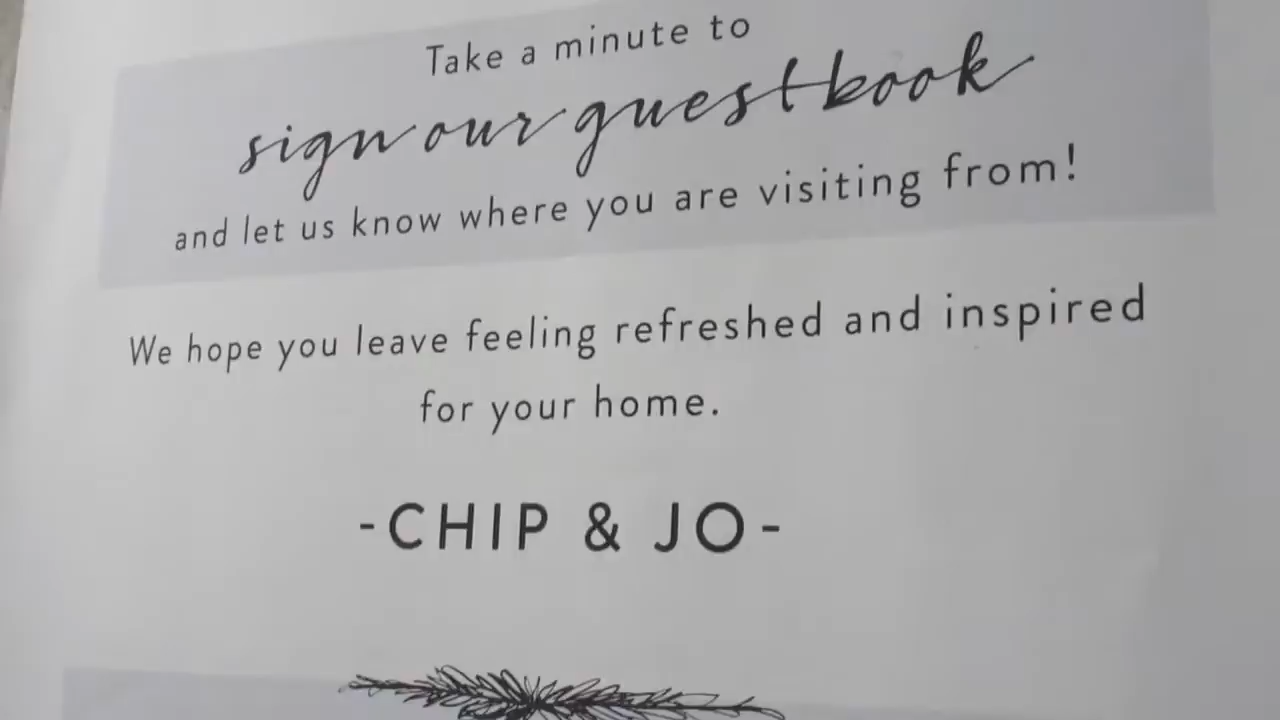 Take a minute to
sign our guestbook
and let us know where you are visiting from!
We hope you leave feeling refreshed and inspired
for your home.
-CHIP & JO-